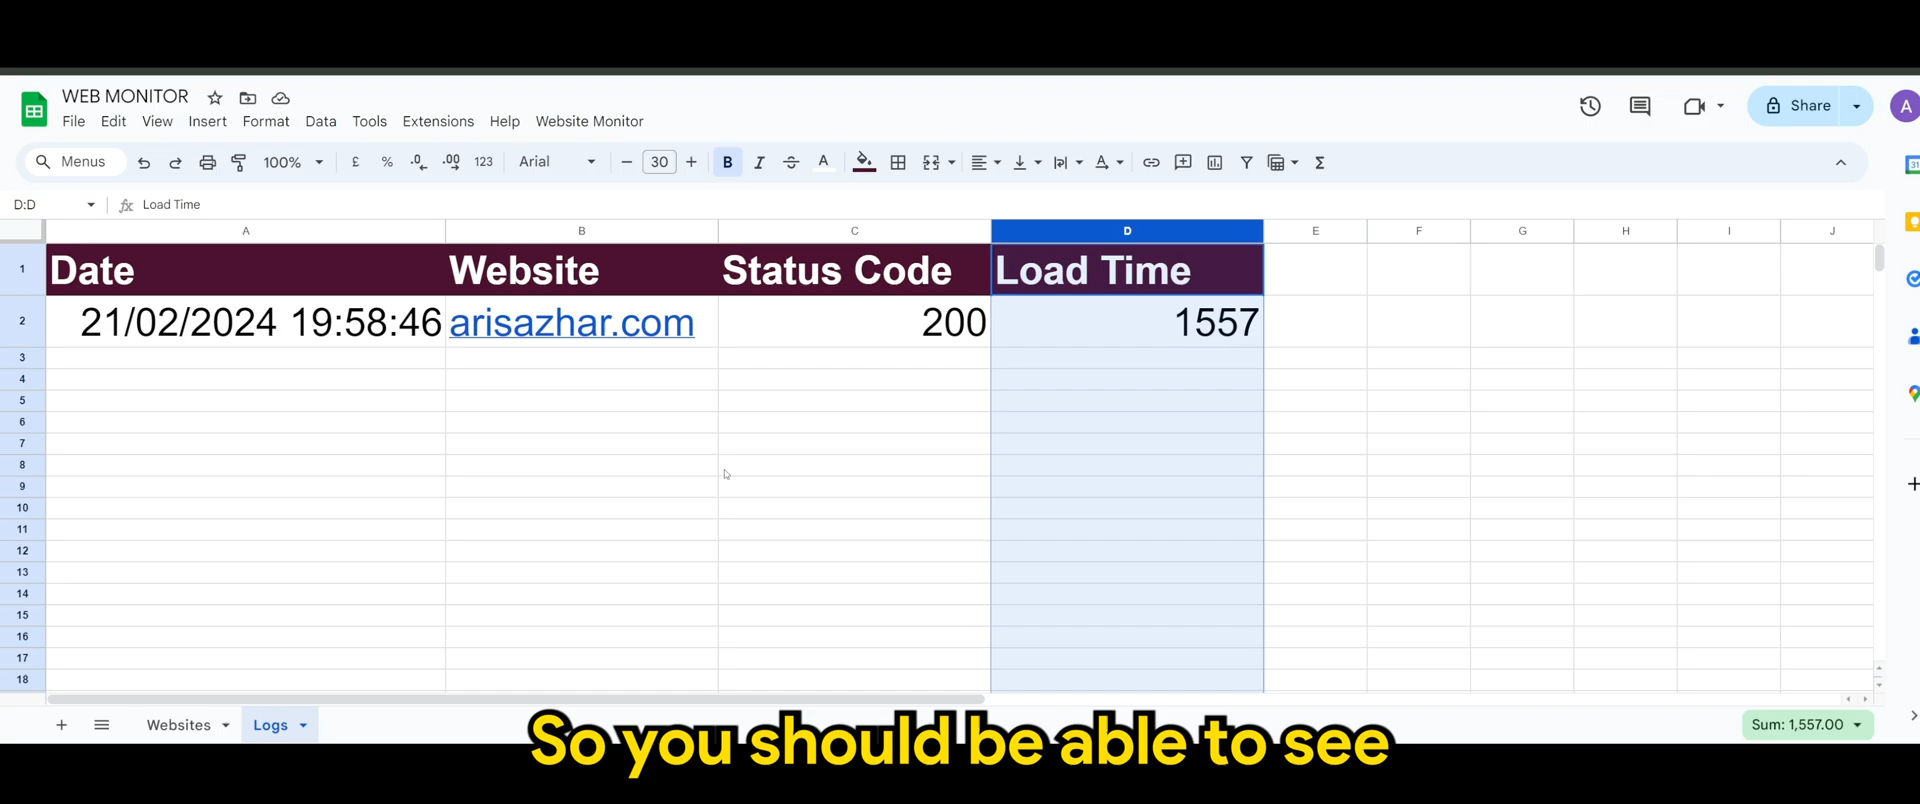 WEB MONITOR
File Edit View Insert Format Data Tools Extensions Help Website Monitor
Share
A
Menus 100% £ % .0 .00 123 Arial 30 B I A Σ
31
D:D fx Load Time
A B C D E F G H I J
1 Date Website Status Code Load Time
2 21/02/2024 19:58:46 arisazhar.com 200 1557
3
4
5
6
7
8
9
10
11
12
13
14
15
16
17
18
Websites Logs Sum: 1,557.00
So you should be able to see